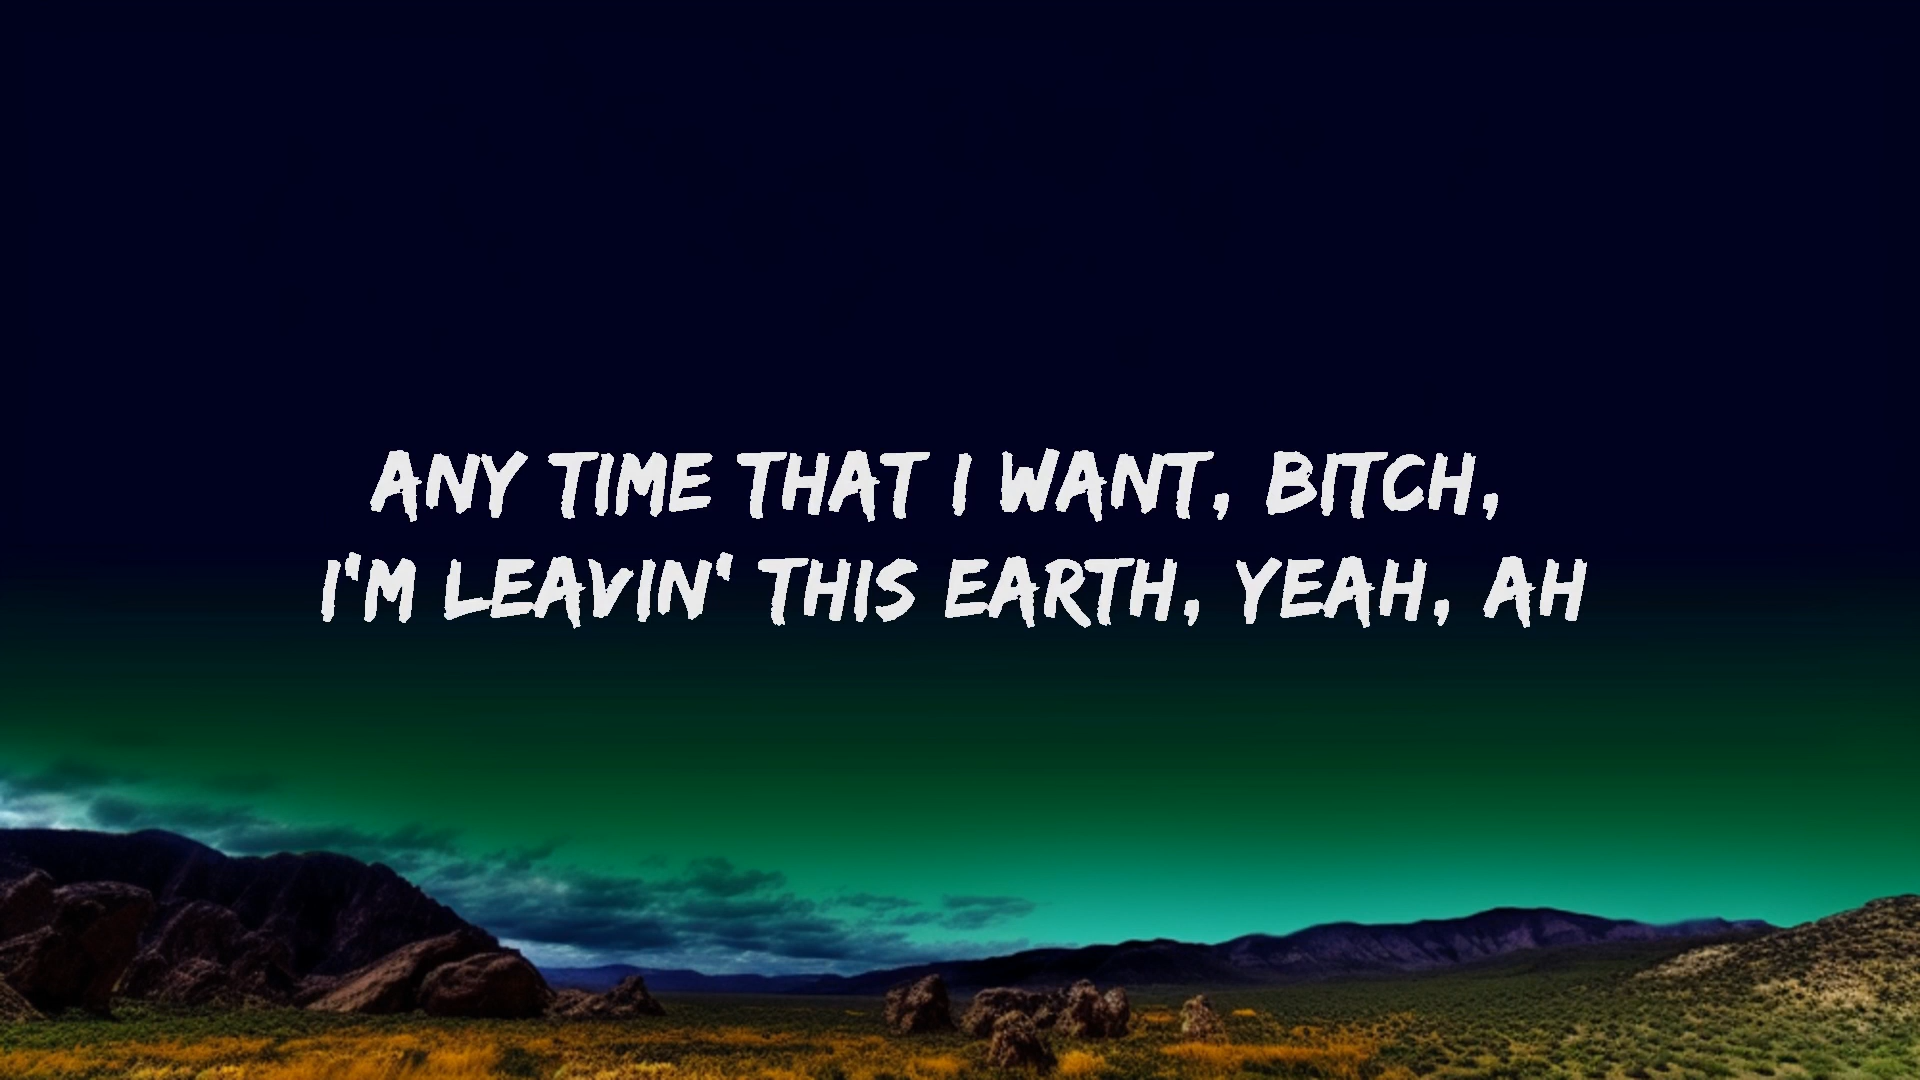 ANY TIME THAT I WANT, BITCH,
I'M LEAVIN' THIS EARTH, YEAH, AH